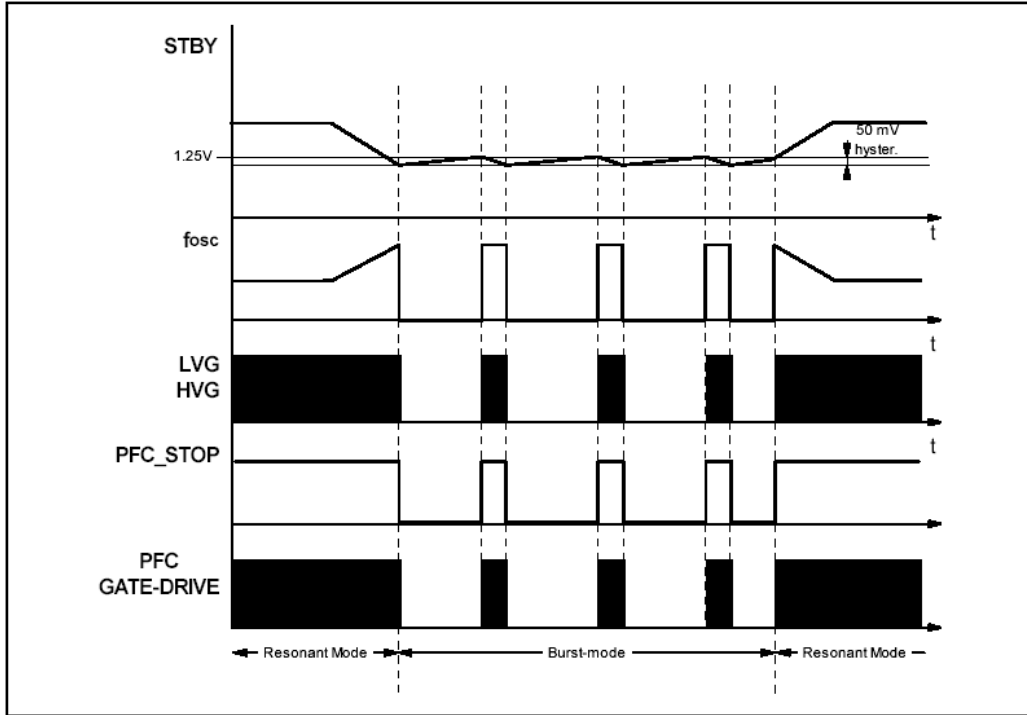 STBY
50 mV
hyster.
1.25V
t
fosc
t
LVG
HVG
t
PFC_STOP
PFC
GATE-DRIVE
Resonant Mode
Burst-mode
Resonant Mode